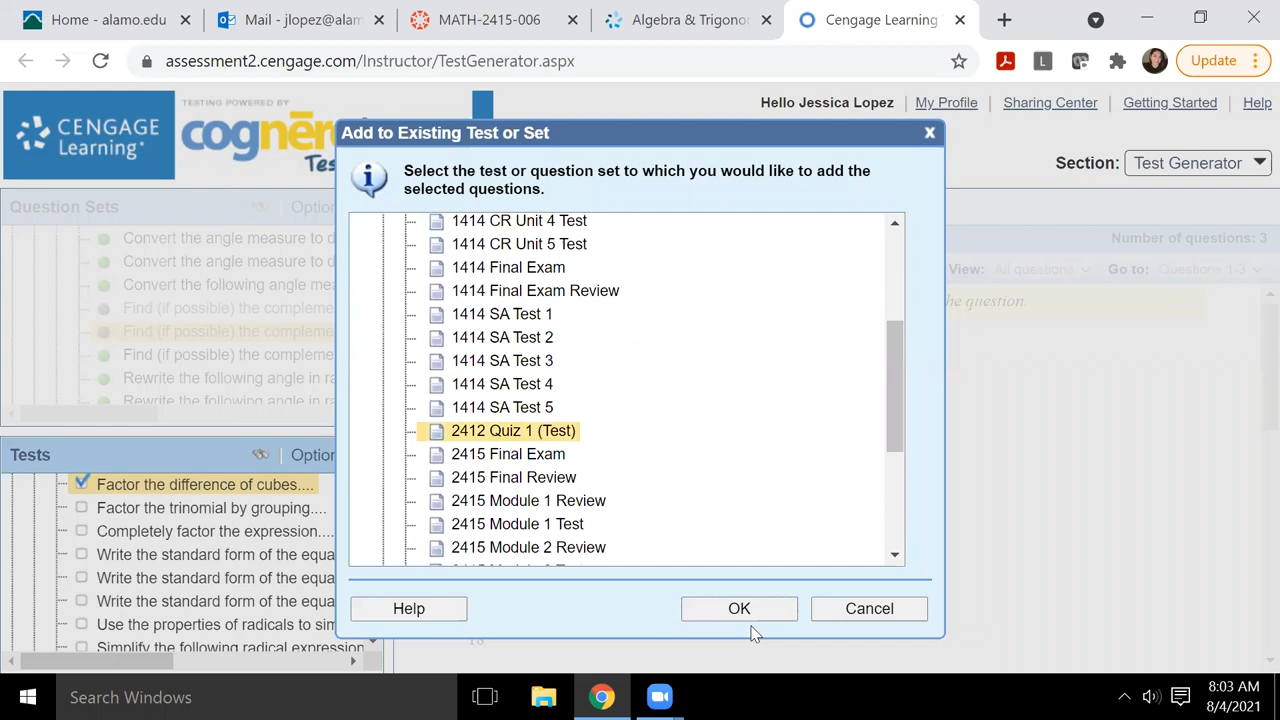 Home - alamo.edu
Mail - jlopez@alam
MATH-2415-006
Algebra & Trigono
Cengage Learning
assessment2.cengage.com/Instructor/TestGenerator.aspx
L
Update
CENGAGE
Learning
TESTING POWERED BY
cognero
Tes
Hello Jessica Lopez
My Profile
Sharing Center
Getting Started
Help
Section:
Test Generator
Question Sets
Option
Convert the angle measure to d
Convert the angle measure to d
Convert the following angle me
Find (if possible) the compleme
Find (if possible) the compleme
Find (if possible) the compleme
Rewrite the following angle in ra
Rewrite the following angle in ra
Number of questions: 3
View: All questions
Go to: Questions 1-3
he question.
Add to Existing Test or Set
X
Select the test or question set to which you would like to add the
selected questions.
1414 CR Unit 4 Test
1414 CR Unit 5 Test
1414 Final Exam
1414 Final Exam Review
1414 SA Test 1
1414 SA Test 2
1414 SA Test 3
1414 SA Test 4
1414 SA Test 5
2412 Quiz 1 (Test)
2415 Final Exam
2415 Final Review
2415 Module 1 Review
2415 Module 1 Test
2415 Module 2 Review
Help
OK
Cancel
Tests
Option
Factor the difference of cubes....
Factor the trinomial by grouping....
Completely factor the expression....
Write the standard form of the equa
Write the standard form of the equa
Write the standard form of the equa
Use the properties of radicals to sim
Simplify the following radical expression
18
Search Windows
8:03 AM
8/4/2021